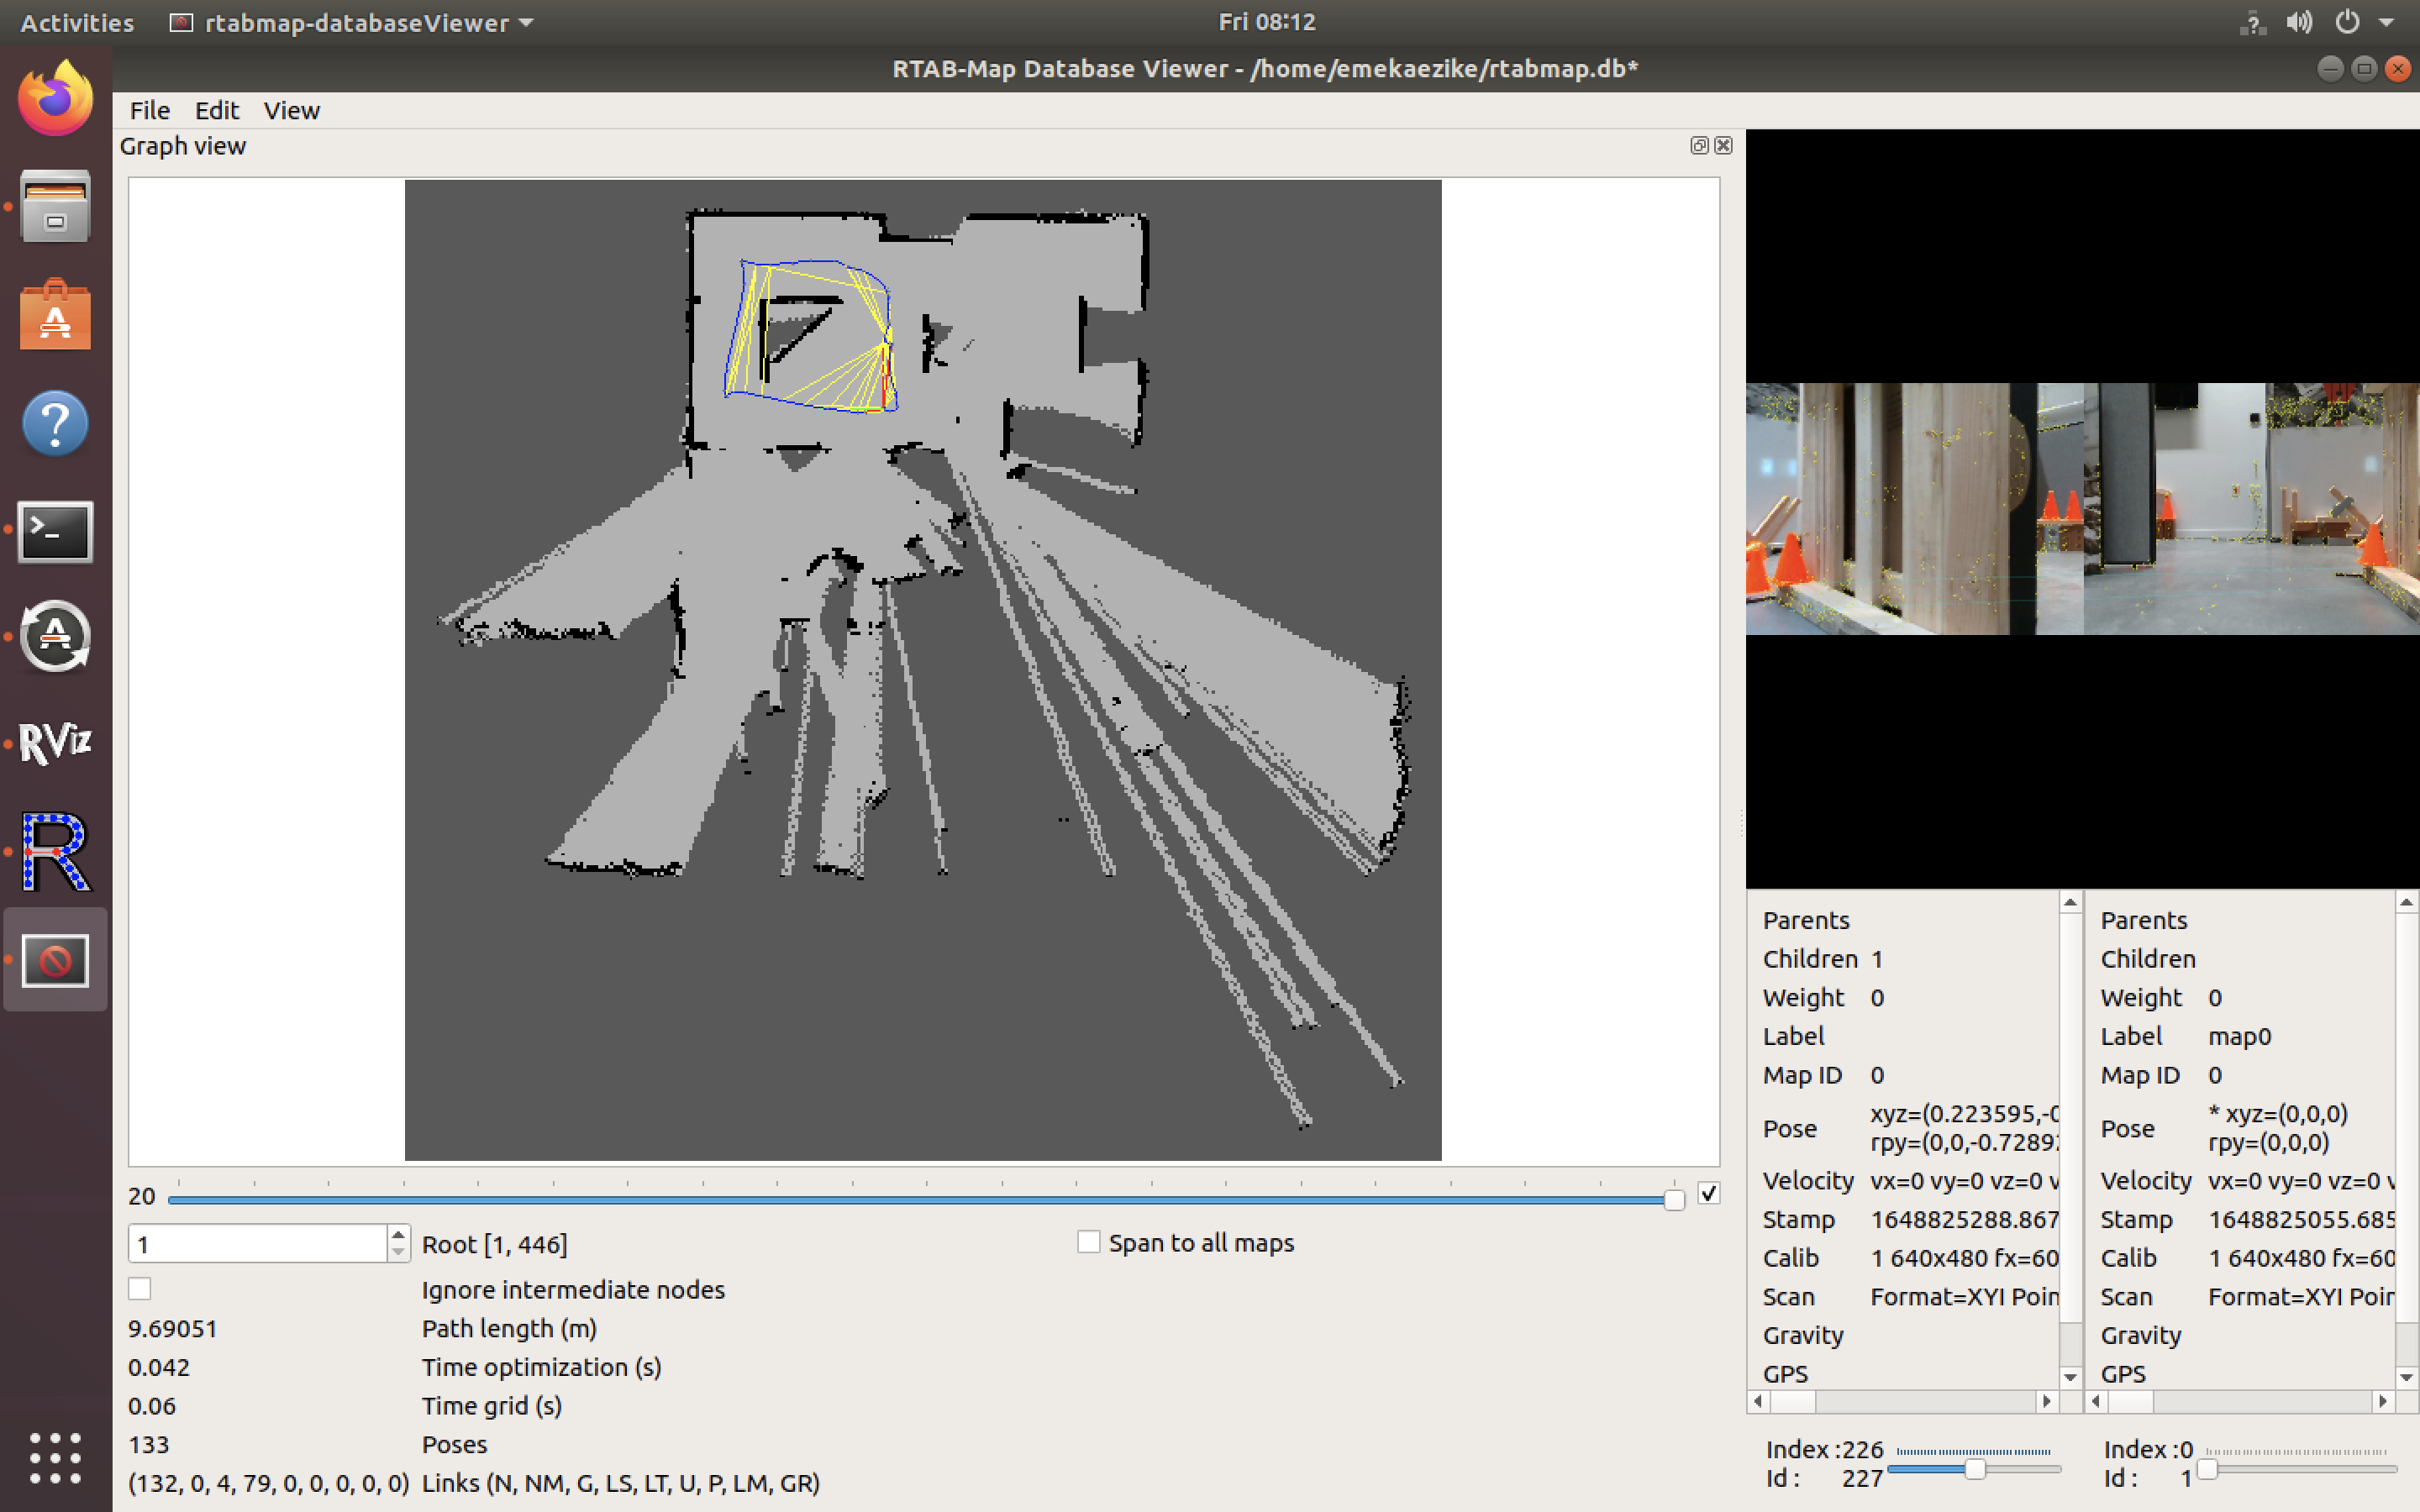 Activities
rtabmap-databaseViewer
Fri 08:12
RTAB-Map Database Viewer - /home/emekaezike/rtabmap.db*
File Edit View
Graph view
RViz
R
20
1
Root [1, 446]
Span to all maps
Ignore intermediate nodes
9.69051 Path length (m)
0.042 Time optimization (s)
0.06 Time grid (s)
133 Poses
(132, 0, 4, 79, 0, 0, 0, 0, 0) Links (N, NM, G, LS, LT, U, P, LM, GR)
Parents
Children 1
Weight 0
Label
Map ID 0
Pose xyz=(0.223595,-0
rpy=(0,0,-0.7289
Velocity vx=0 vy=0 vz=0 v
Stamp 1648825288.867
Calib 1 640x480 fx=60
Scan Format=XYI Poin
Gravity
GPS
Index :226
Id : 227
Parents
Children
Weight 0
Label map0
Map ID 0
Pose * xyz=(0,0,0)
rpy=(0,0,0)
Velocity vx=0 vy=0 vz=0 v
Stamp 1648825055.685
Calib 1 640x480 fx=60
Scan Format=XYI Poin
Gravity
GPS
Index :0
Id : 1